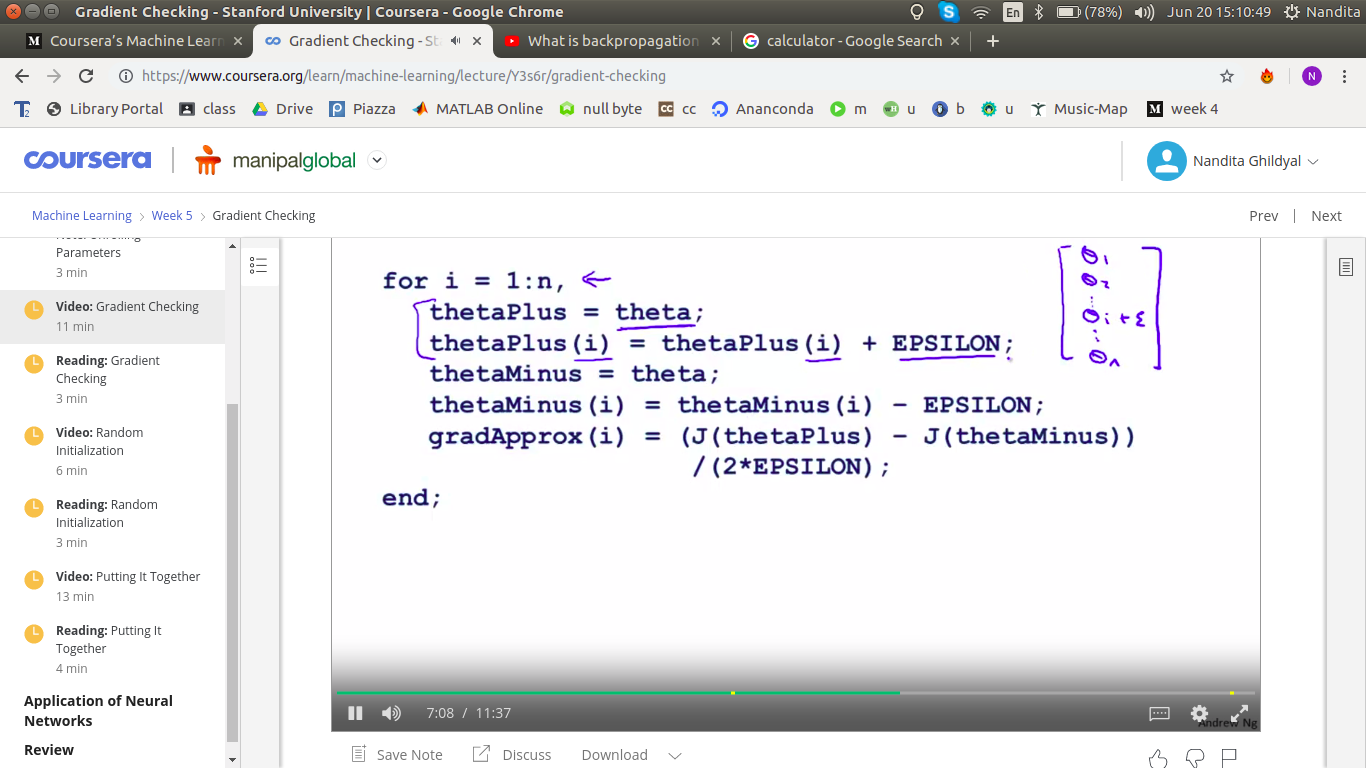 Gradient Checking - Stanford University | Coursera - Google Chrome
En
(78%)
Jun 20 15:10:49
Nandita
Coursera's Machine Learn
Gradient Checking - St
What is backpropagation
calculator - Google Search
https://www.coursera.org/learn/machine-learning/lecture/Y3s6r/gradient-checking
N
Library Portal
class
Drive
Piazza
MATLAB Online
null byte
CC cc
Ananconda
m
u
b
u
Music-Map
M week 4
coursera
manipalglobal
Nandita Ghildyal
Machine Learning > Week 5 > Gradient Checking
Prev | Next
Parameters
3 min
Video: Gradient Checking
11 min
Reading: Gradient
Checking
3 min
Video: Random
Initialization
6 min
Reading: Random
Initialization
3 min
Video: Putting It Together
13 min
Reading: Putting It
Together
4 min
Application of Neural
Networks
Review
for i = 1:n, ←
thetaPlus = theta;
thetaPlus(i) = thetaPlus(i) + EPSILON;
thetaMinus = theta;
thetaMinus(i) = thetaMinus(i) - EPSILON;
gradApprox(i) = (J(thetaPlus) - J(thetaMinus))
/(2*EPSILON);
end;
θ1
θ2
⋮
θi+ε
⋮
θn
7:08 / 11:37
Andrew Ng
Save Note
Discuss
Download